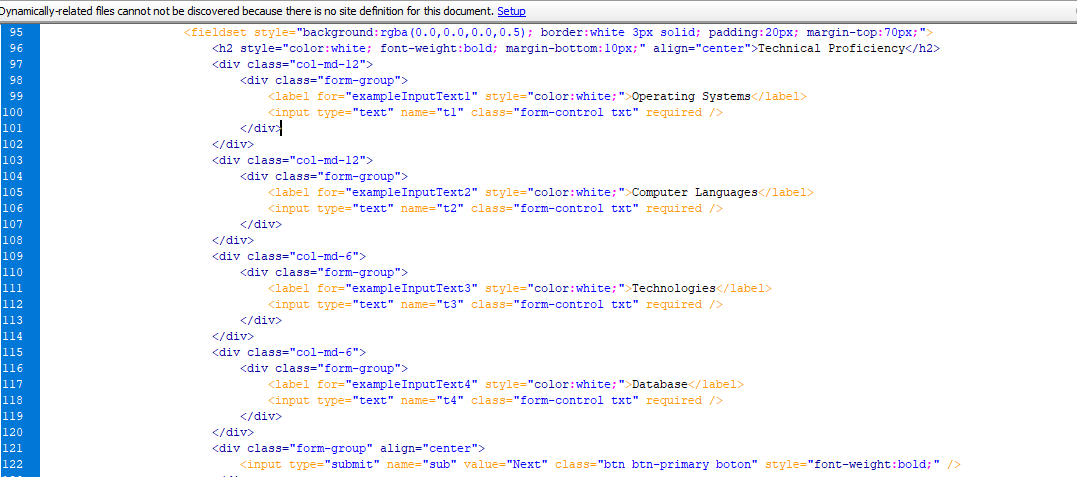 Dynamically-related files cannot not be discovered because there is no site definition for this document. Setup
95 <fieldset style="background:rgba(0.0,0.0,0.0,0.5); border:white 3px solid; padding:20px; margin-top:70px;">
96 <h2 style="color:white; font-weight:bold; margin-bottom:10px;" align="center">Technical Proficiency</h2>
97 <div class="col-md-12">
98 <div class="form-group">
99 <label for="exampleInputText1" style="color:white;">Operating Systems</label>
100 <input type="text" name="t1" class="form-control txt" required />
101 </div>
102 </div>
103 <div class="col-md-12">
104 <div class="form-group">
105 <label for="exampleInputText2" style="color:white;">Computer Languages</label>
106 <input type="text" name="t2" class="form-control txt" required />
107 </div>
108 </div>
109 <div class="col-md-6">
110 <div class="form-group">
111 <label for="exampleInputText3" style="color:white;">Technologies</label>
112 <input type="text" name="t3" class="form-control txt" required />
113 </div>
114 </div>
115 <div class="col-md-6">
116 <div class="form-group">
117 <label for="exampleInputText4" style="color:white;">Database</label>
118 <input type="text" name="t4" class="form-control txt" required />
119 </div>
120 </div>
121 <div class="form-group" align="center">
122 <input type="submit" name="sub" value="Next" class="btn btn-primary boton" style="font-weight:bold;" />